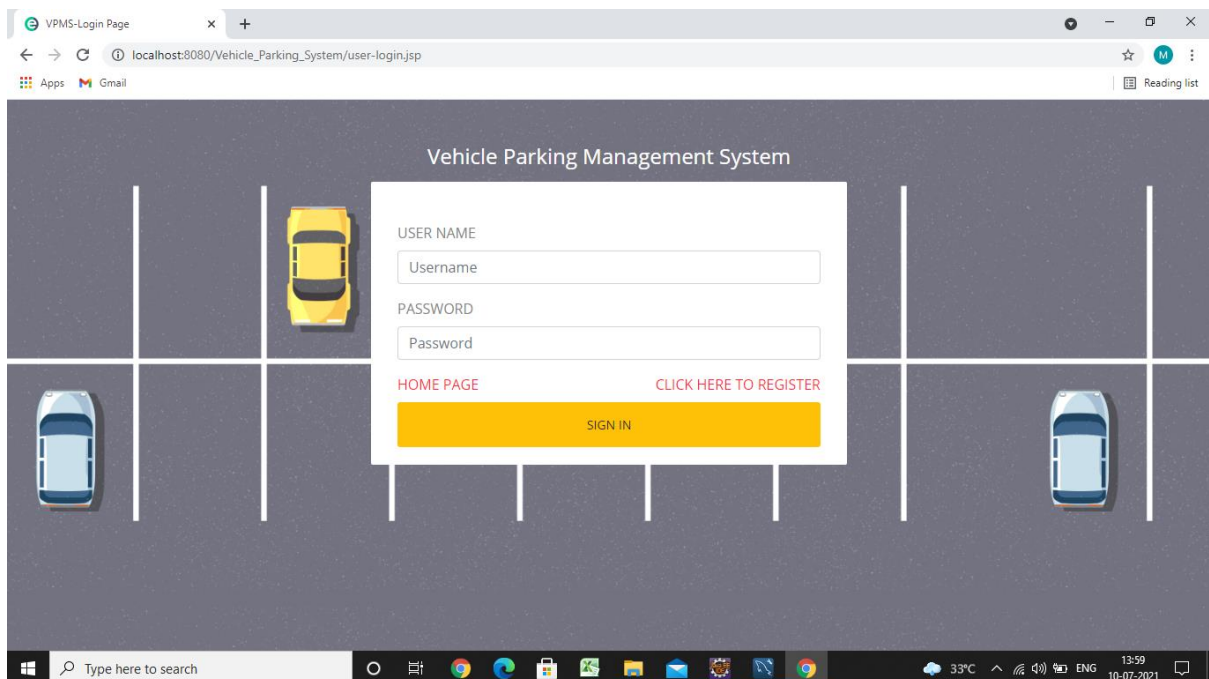 VPMS-Login Page
localhost:8080/Vehicle_Parking_System/user-login.jsp
M
Apps Gmail Reading list
Vehicle Parking Management System
USER NAME
Username
PASSWORD
Password
HOME PAGE CLICK HERE TO REGISTER
SIGN IN
Type here to search 33°C ENG 13:59
10-07-2021